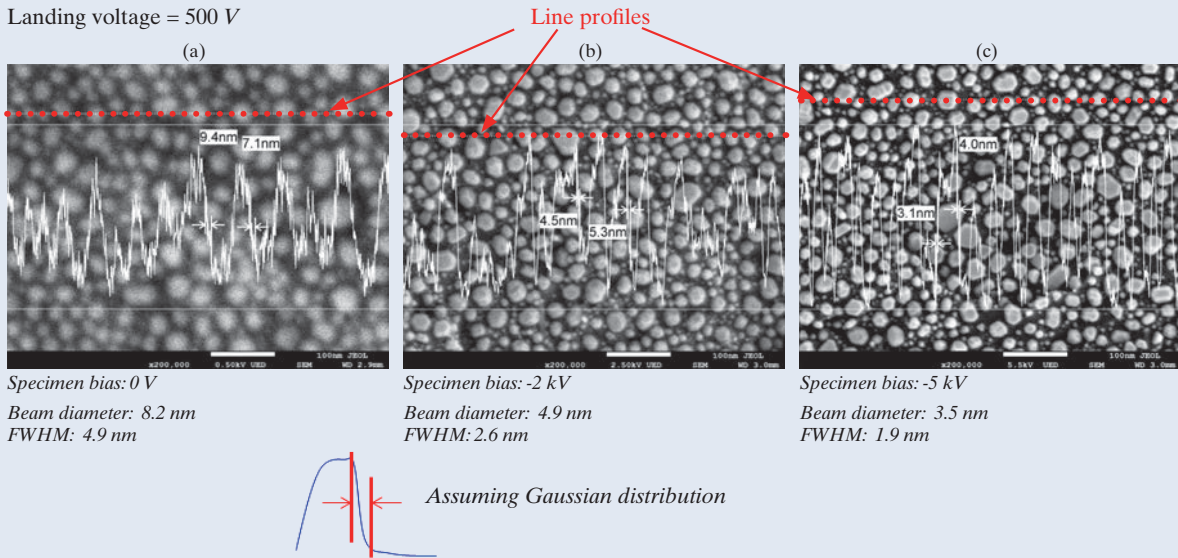 Landing voltage = 500 V
Line profiles
(a)
(b)
(c)
9.4nm
7.1nm
4.5nm
5.3nm
4.0nm
3.1nm
100nm JEOL
x200,000 0.50kV UED SEM WD 2.9mm
100nm JEOL
x200,000 2.50kV UED SEM WD 3.0mm
100nm JEOL
x200,000 5.5kV UED SEM WD 3.0mm
Specimen bias: 0 V
Beam diameter: 8.2 nm
FWHM: 4.9 nm
Specimen bias: -2 kV
Beam diameter: 4.9 nm
FWHM: 2.6 nm
Specimen bias: -5 kV
Beam diameter: 3.5 nm
FWHM: 1.9 nm
Assuming Gaussian distribution